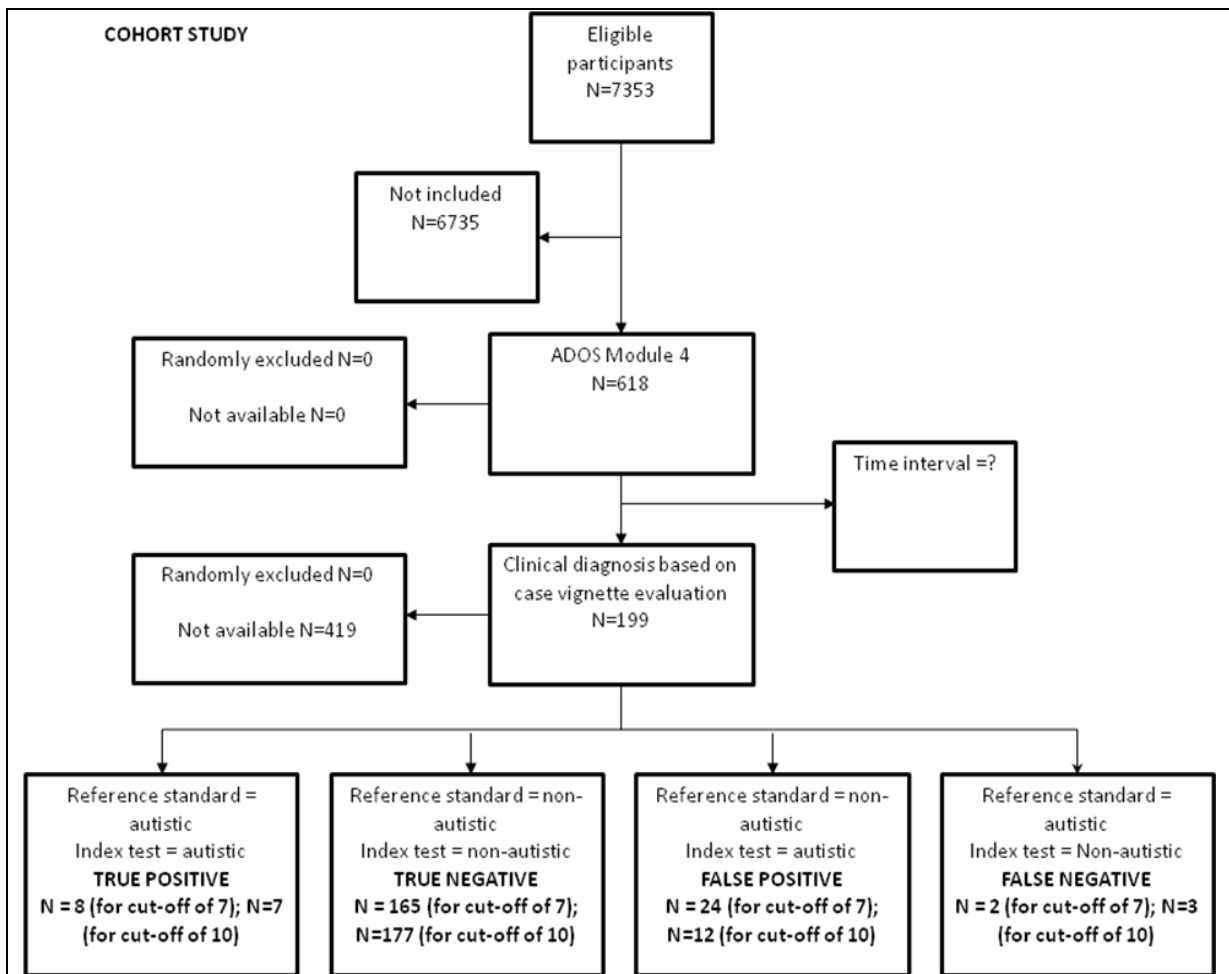 COHORT STUDY
Eligible
participants
N=7353
Not included
N=6735
Randomly excluded N=0
Not available N=0
ADOS Module 4
N=618
Time interval =?
Randomly excluded N=0
Not available N=419
Clinical diagnosis based on
case vignette evaluation
N=199
Reference standard =
autistic
Index test = autistic
TRUE POSITIVE
N = 8 (for cut-off of 7); N=7
(for cut-off of 10)
Reference standard = non-
autistic
Index test = non-autistic
TRUE NEGATIVE
N = 165 (for cut-off of 7);
N=177 (for cut-off of 10)
Reference standard = non-
autistic
Index test = autistic
FALSE POSITIVE
N = 24 (for cut-off of 7);
N=12 (for cut-off of 10)
Reference standard =
autistic
Index test = Non-autistic
FALSE NEGATIVE
N = 2 (for cut-off of 7); N=3
(for cut-off of 10)